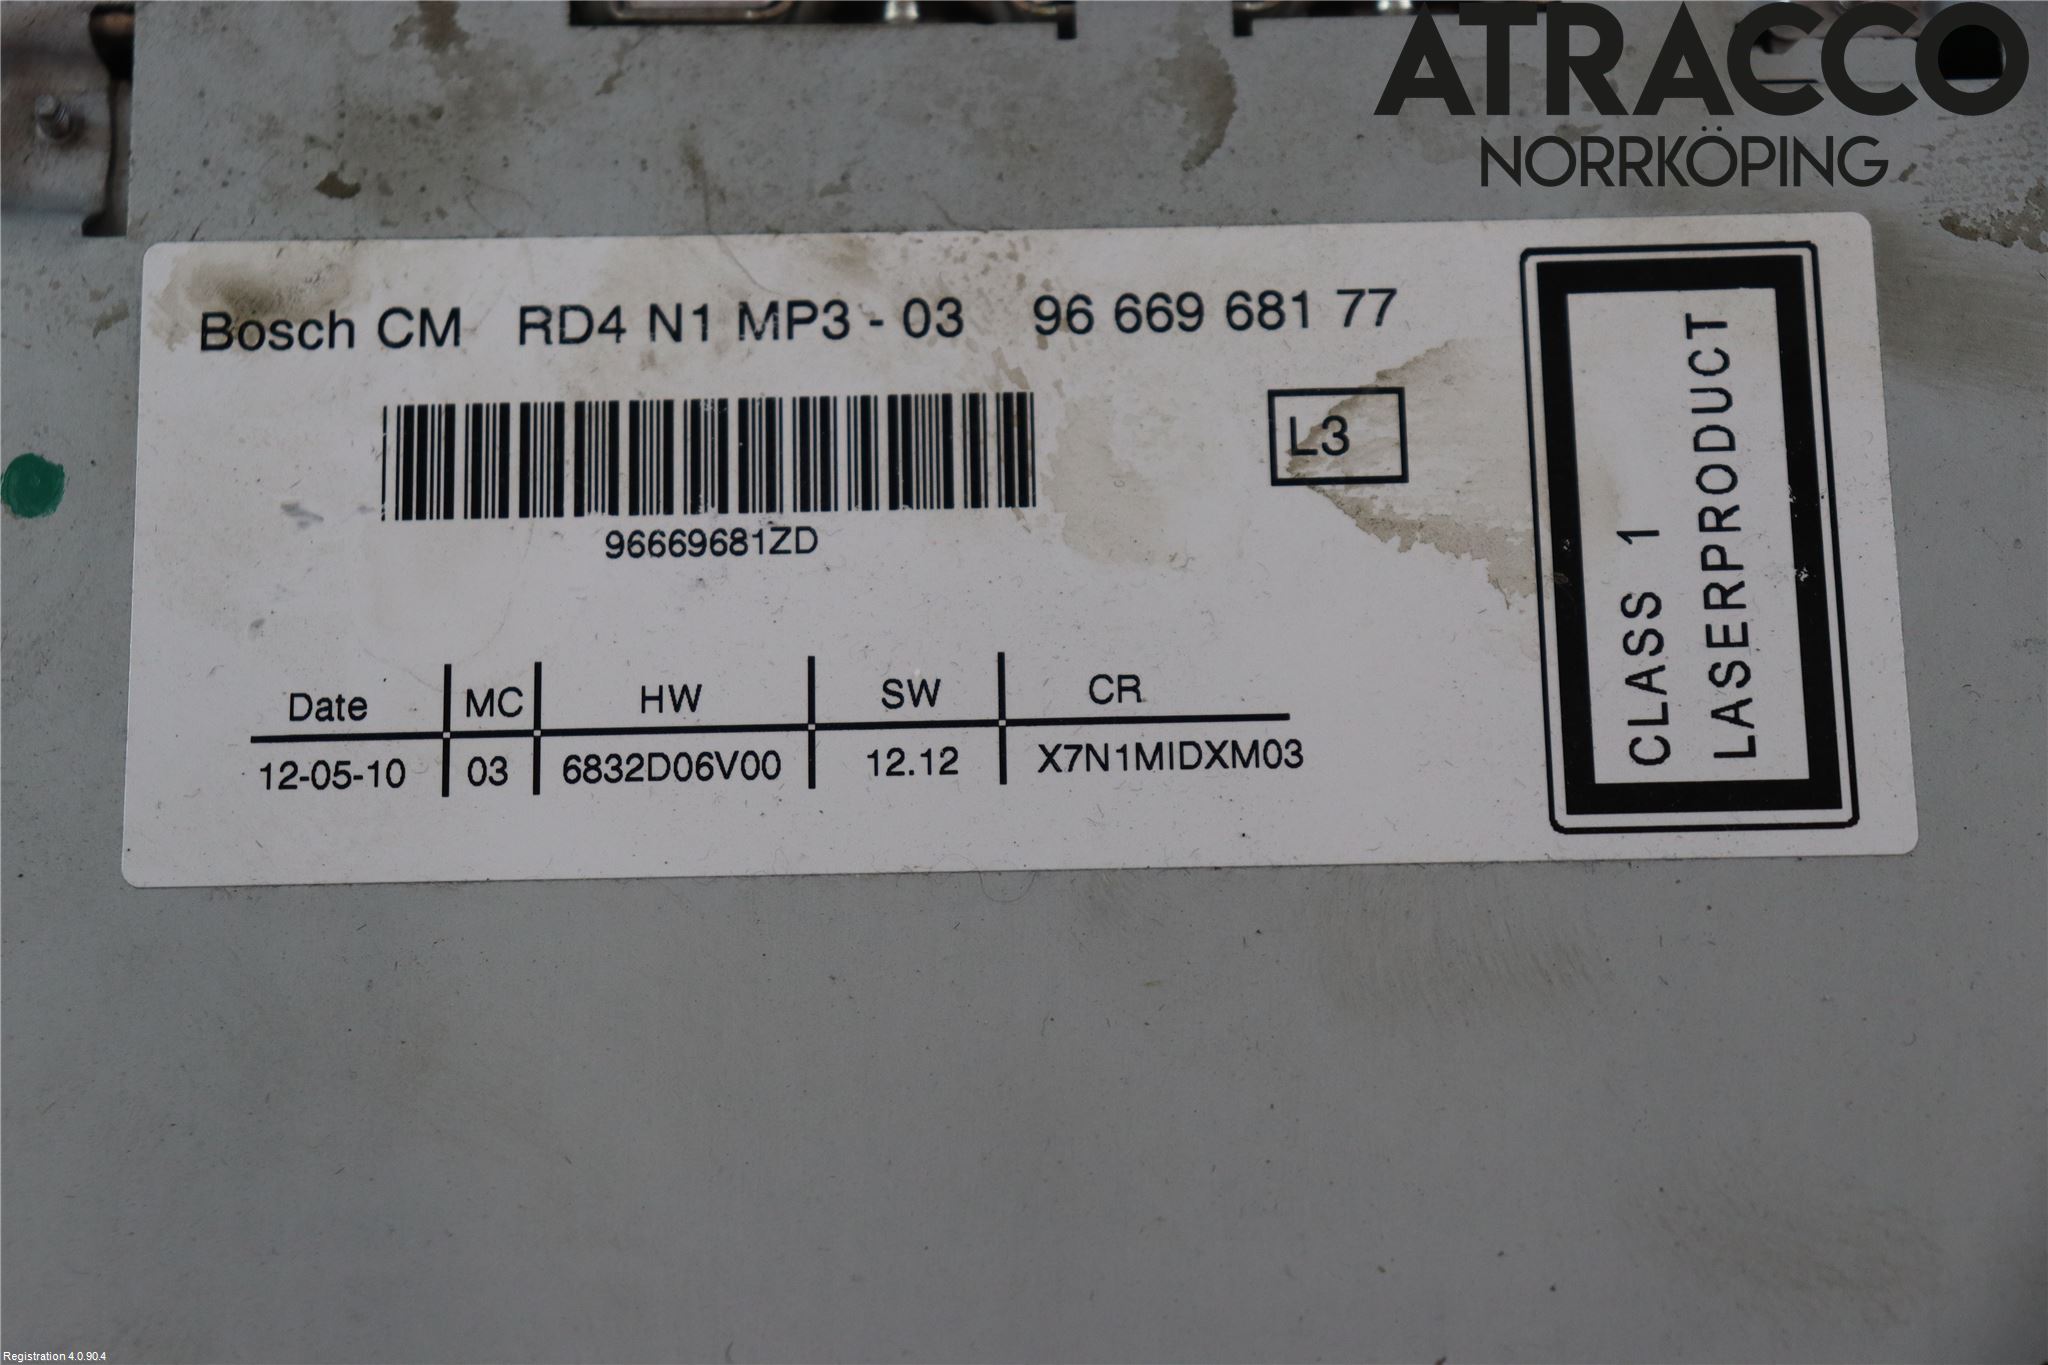 ATRACCO
NORRKÖPING
Bosch CM RD4 N1 MP3 - 03 96 669 681 77
L3
96669681ZD
CLASS 1
LASERPRODUCT
Date MC HW SW CR
12-05-10 03 6832D06V00 12.12 X7N1MIDXM03
Registration 4.0.90.4